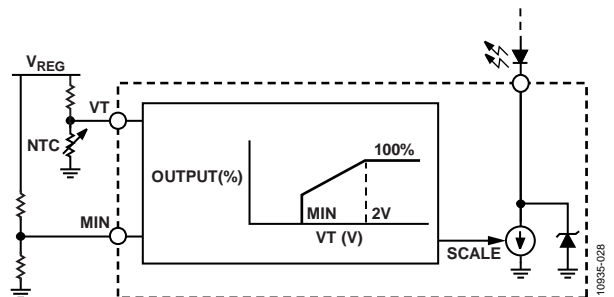 VREG
VT
NTC
OUTPUT(%)
100%
MIN
2V
VT (V)
MIN
SCALE
10935-028